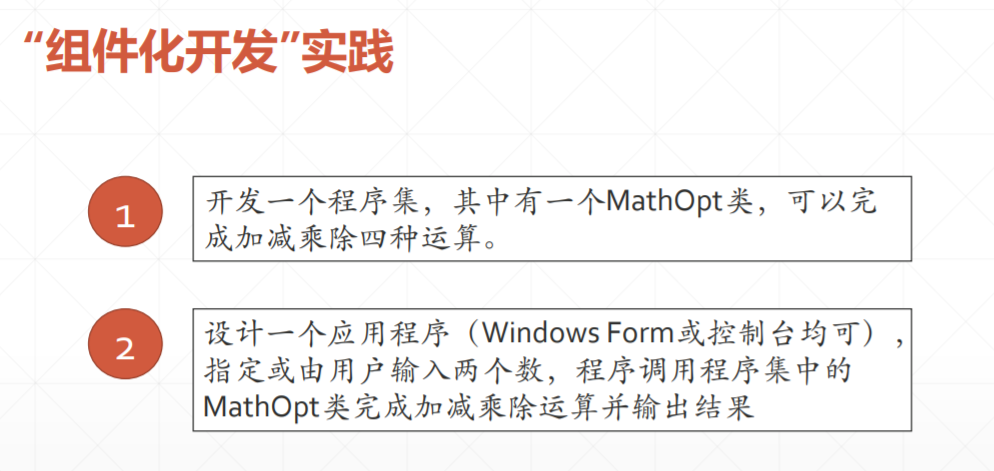 “组件化开发”实践
1
开发一个程序集，其中有一个MathOpt类，可以完
成加减乘除四种运算。
2
设计一个应用程序（Windows Form或控制台均可），
指定或由用户输入两个数，程序调用程序集中的
MathOpt类完成加减乘除运算并输出结果